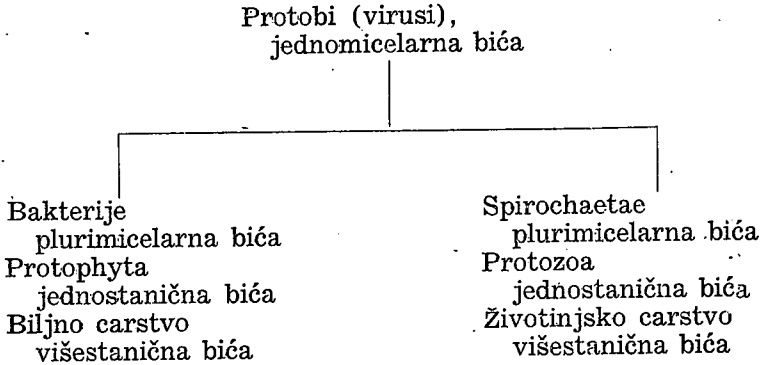 Protobi (virusi),
jednomicelarna bića
Bakterije
plurimicelarna bića
Protophyta
jednostanična bića
Biljno carstvo
višestanična bića
Spirochaetae
plurimicelarna bića
Protozoa
jednostanična bića
Životinjsko carstvo
višestanična bića